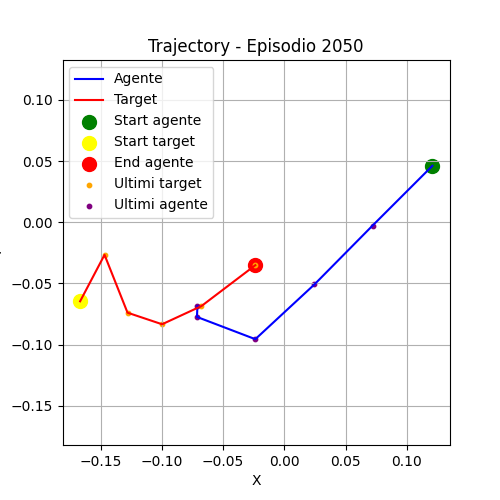 Trajectory - Episodio 2050
Agente
Target
Start agente
Start target
End agente
Ultimi target
Ultimi agente
0.10
0.05
0.00
−0.05
−0.10
−0.15
−0.15
−0.10
−0.05
0.00
0.05
0.10
X